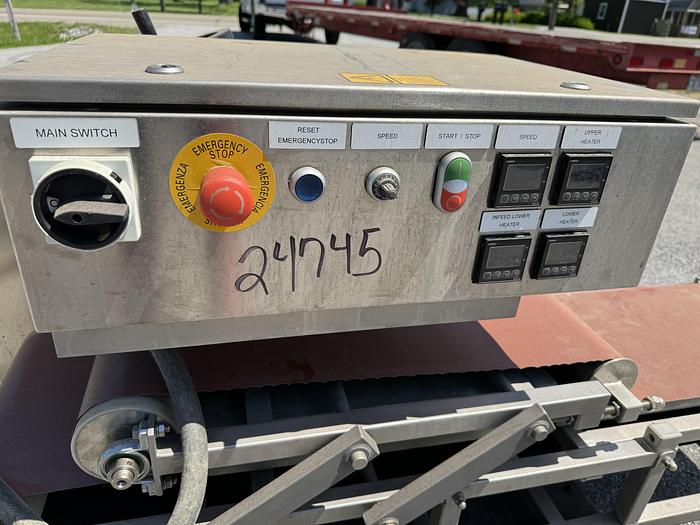 MAIN SWITCH
EMERGENCY
STOP
EMERGENZA
EMERGENCIA
RESET
EMERGENCYSTOP
SPEED
START / STOP
SPEED
UPPER
HEATER
INFEED LOWER
HEATER
LOWER
HEATER
24745